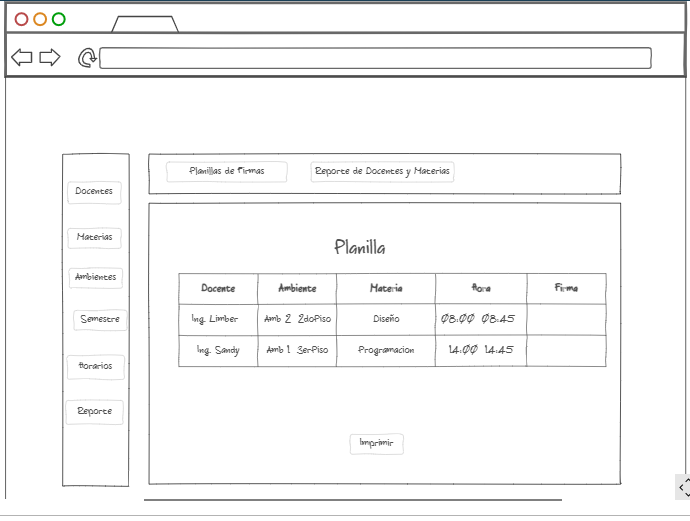 Planillas de Firmas
Reporte de Docentes y Materias
Docentes
Materias
Ambientes
Semestre
Horarios
Reporte
Planilla
Docente Ambiente Materia Hora Firma
Ing. Limber Amb 2 2doPiso Diseño 08:00 08:45
Ing. Sandy Amb 1 3erPiso Programacion 14:00 14:45
Imprimir